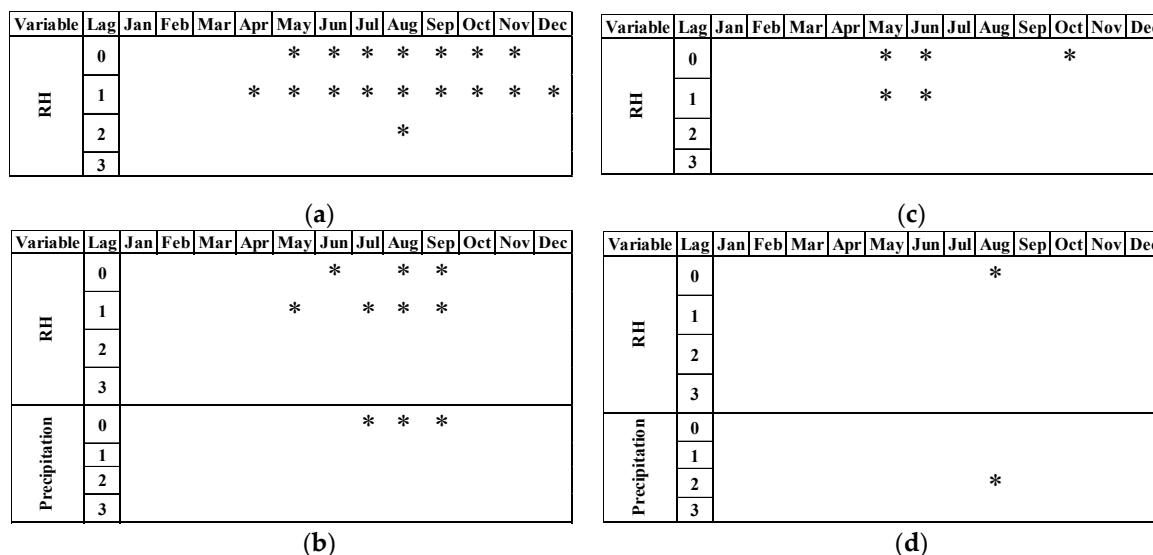 Variable Lag Jan Feb Mar Apr May Jun Jul Aug Sep Oct Nov Dec
RH
0 * * * * * * *
1 * * * * * * * * *
2 *
3
(a)
Variable Lag Jan Feb Mar Apr May Jun Jul Aug Sep Oct Nov Dec
RH
0 * * *
1 * *
2
3
(c)
Variable Lag Jan Feb Mar Apr May Jun Jul Aug Sep Oct Nov Dec
RH
0 * * *
1 * * * *
2
3
Precipitation
0 * * *
1
2
3
(b)
Variable Lag Jan Feb Mar Apr May Jun Jul Aug Sep Oct Nov Dec
RH
0 *
1
2
3
Precipitation
0
1
2 *
3
(d)